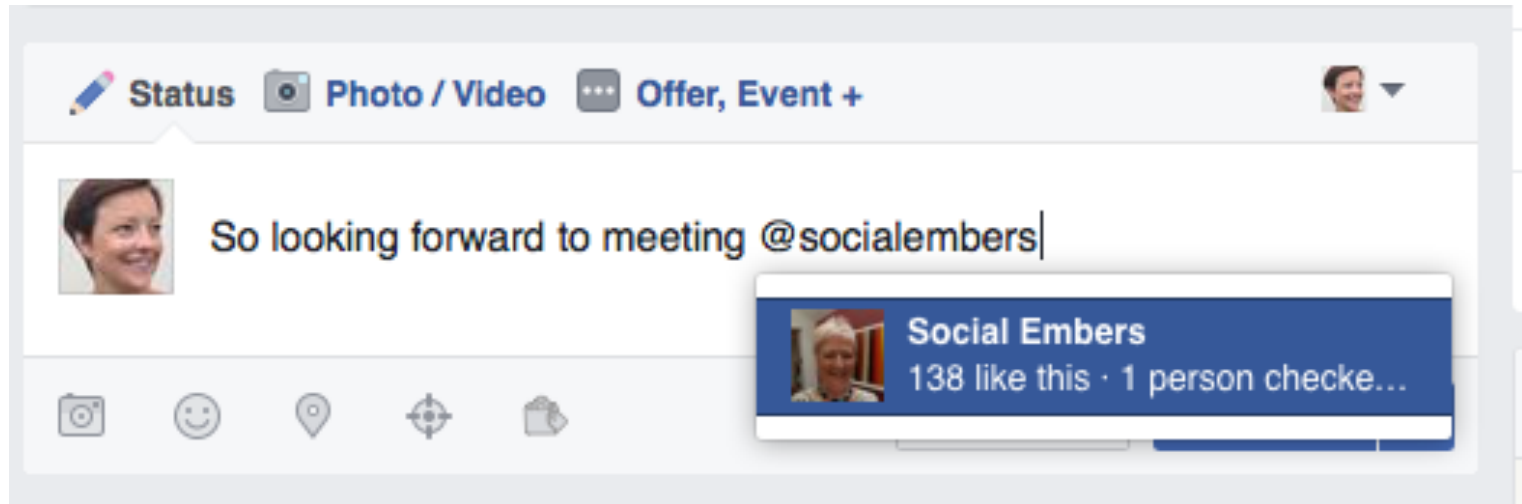 Status Photo / Video Offer, Event +
So looking forward to meeting @socialembers
Social Embers
138 like this · 1 person checke...